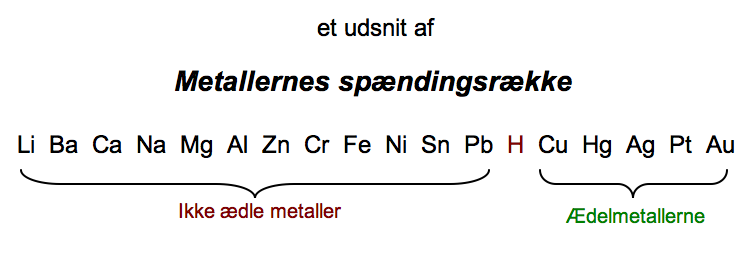 et udsnit af
Metallernes spændingsrække
Li Ba Ca Na Mg Al Zn Cr Fe Ni Sn Pb H Cu Hg Ag Pt Au
Ikke ædle metaller
Ædelmetallerne